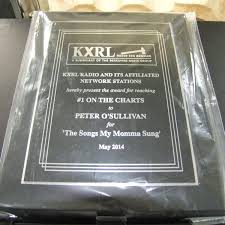 KXRL
A SUBSIDIARY OF THE BERKSHIRE MEDIA GROUP
KXRL RADIO AND ITS AFFILIATED
NETWORK STATIONS
hereby present the award for reaching
#1 ON THE CHARTS
to
PETER O'SULLIVAN
for
'The Songs My Momma Sung'
May 2014